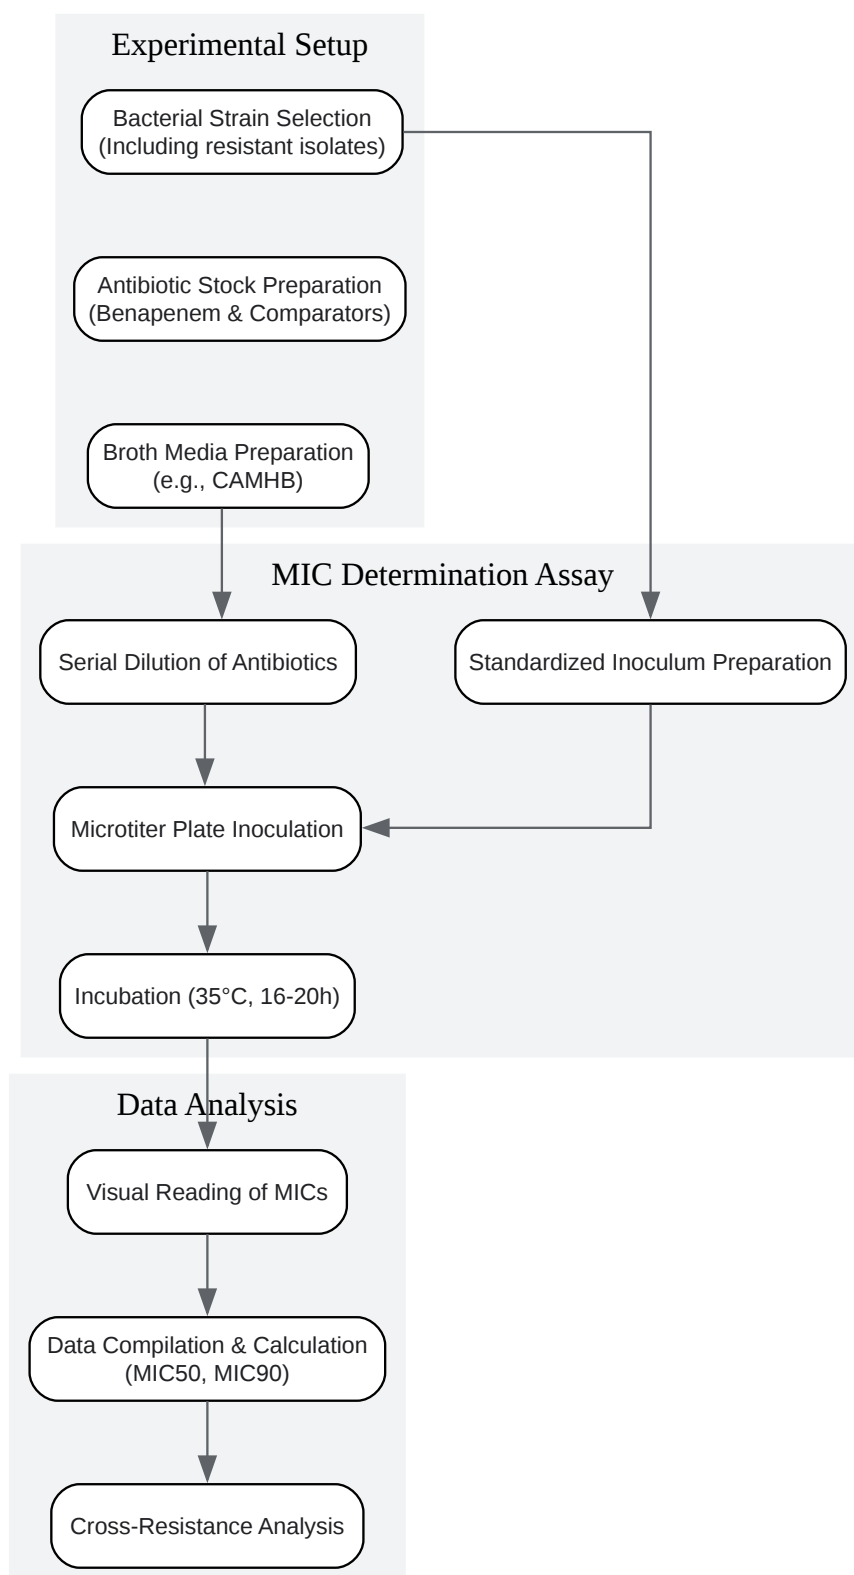 Experimental Setup
Bacterial Strain Selection
(Including resistant isolates)
Antibiotic Stock Preparation
(Benapenem & Comparators)
Broth Media Preparation
(e.g., CAMHB)
MIC Determination Assay
Serial Dilution of Antibiotics
Standardized Inoculum Preparation
Microtiter Plate Inoculation
Incubation (35°C, 16-20h)
Data Analysis
Visual Reading of MICs
Data Compilation & Calculation
(MIC50, MIC90)
Cross-Resistance Analysis